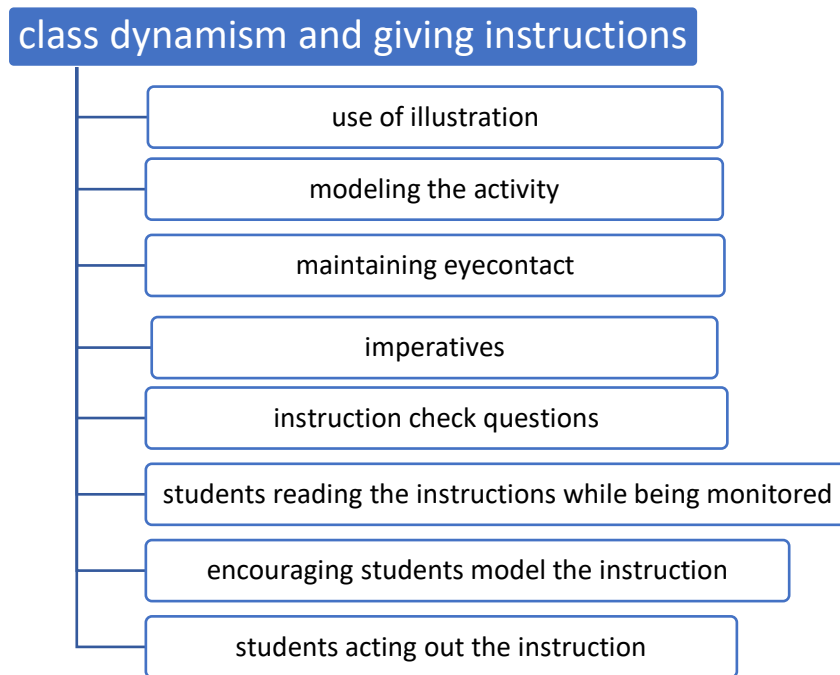 class dynamism and giving instructions
use of illustration
modeling the activity
maintaining eyecontact
imperatives
instruction check questions
students reading the instructions while being monitored
encouraging students model the instruction
students acting out the instruction